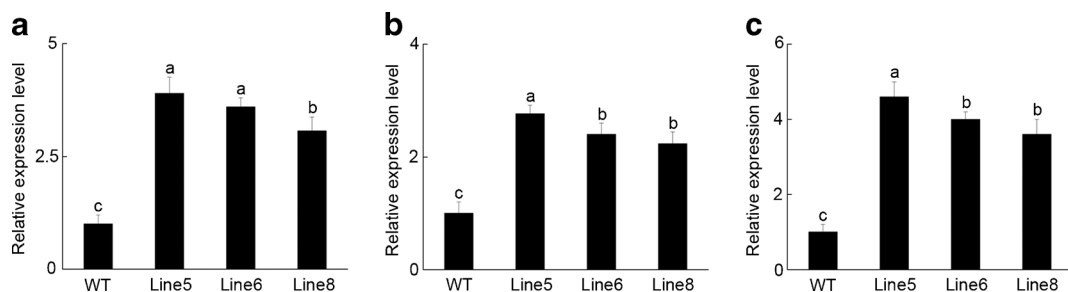 a
Relative expression level
5
2.5
0
c
a
a
b
WT Line5 Line6 Line8
b
Relative expression level
4
2
0
c
a
b
b
WT Line5 Line6 Line8
c
Relative expression level
6
4
2
0
c
a
b
b
WT Line5 Line6 Line8